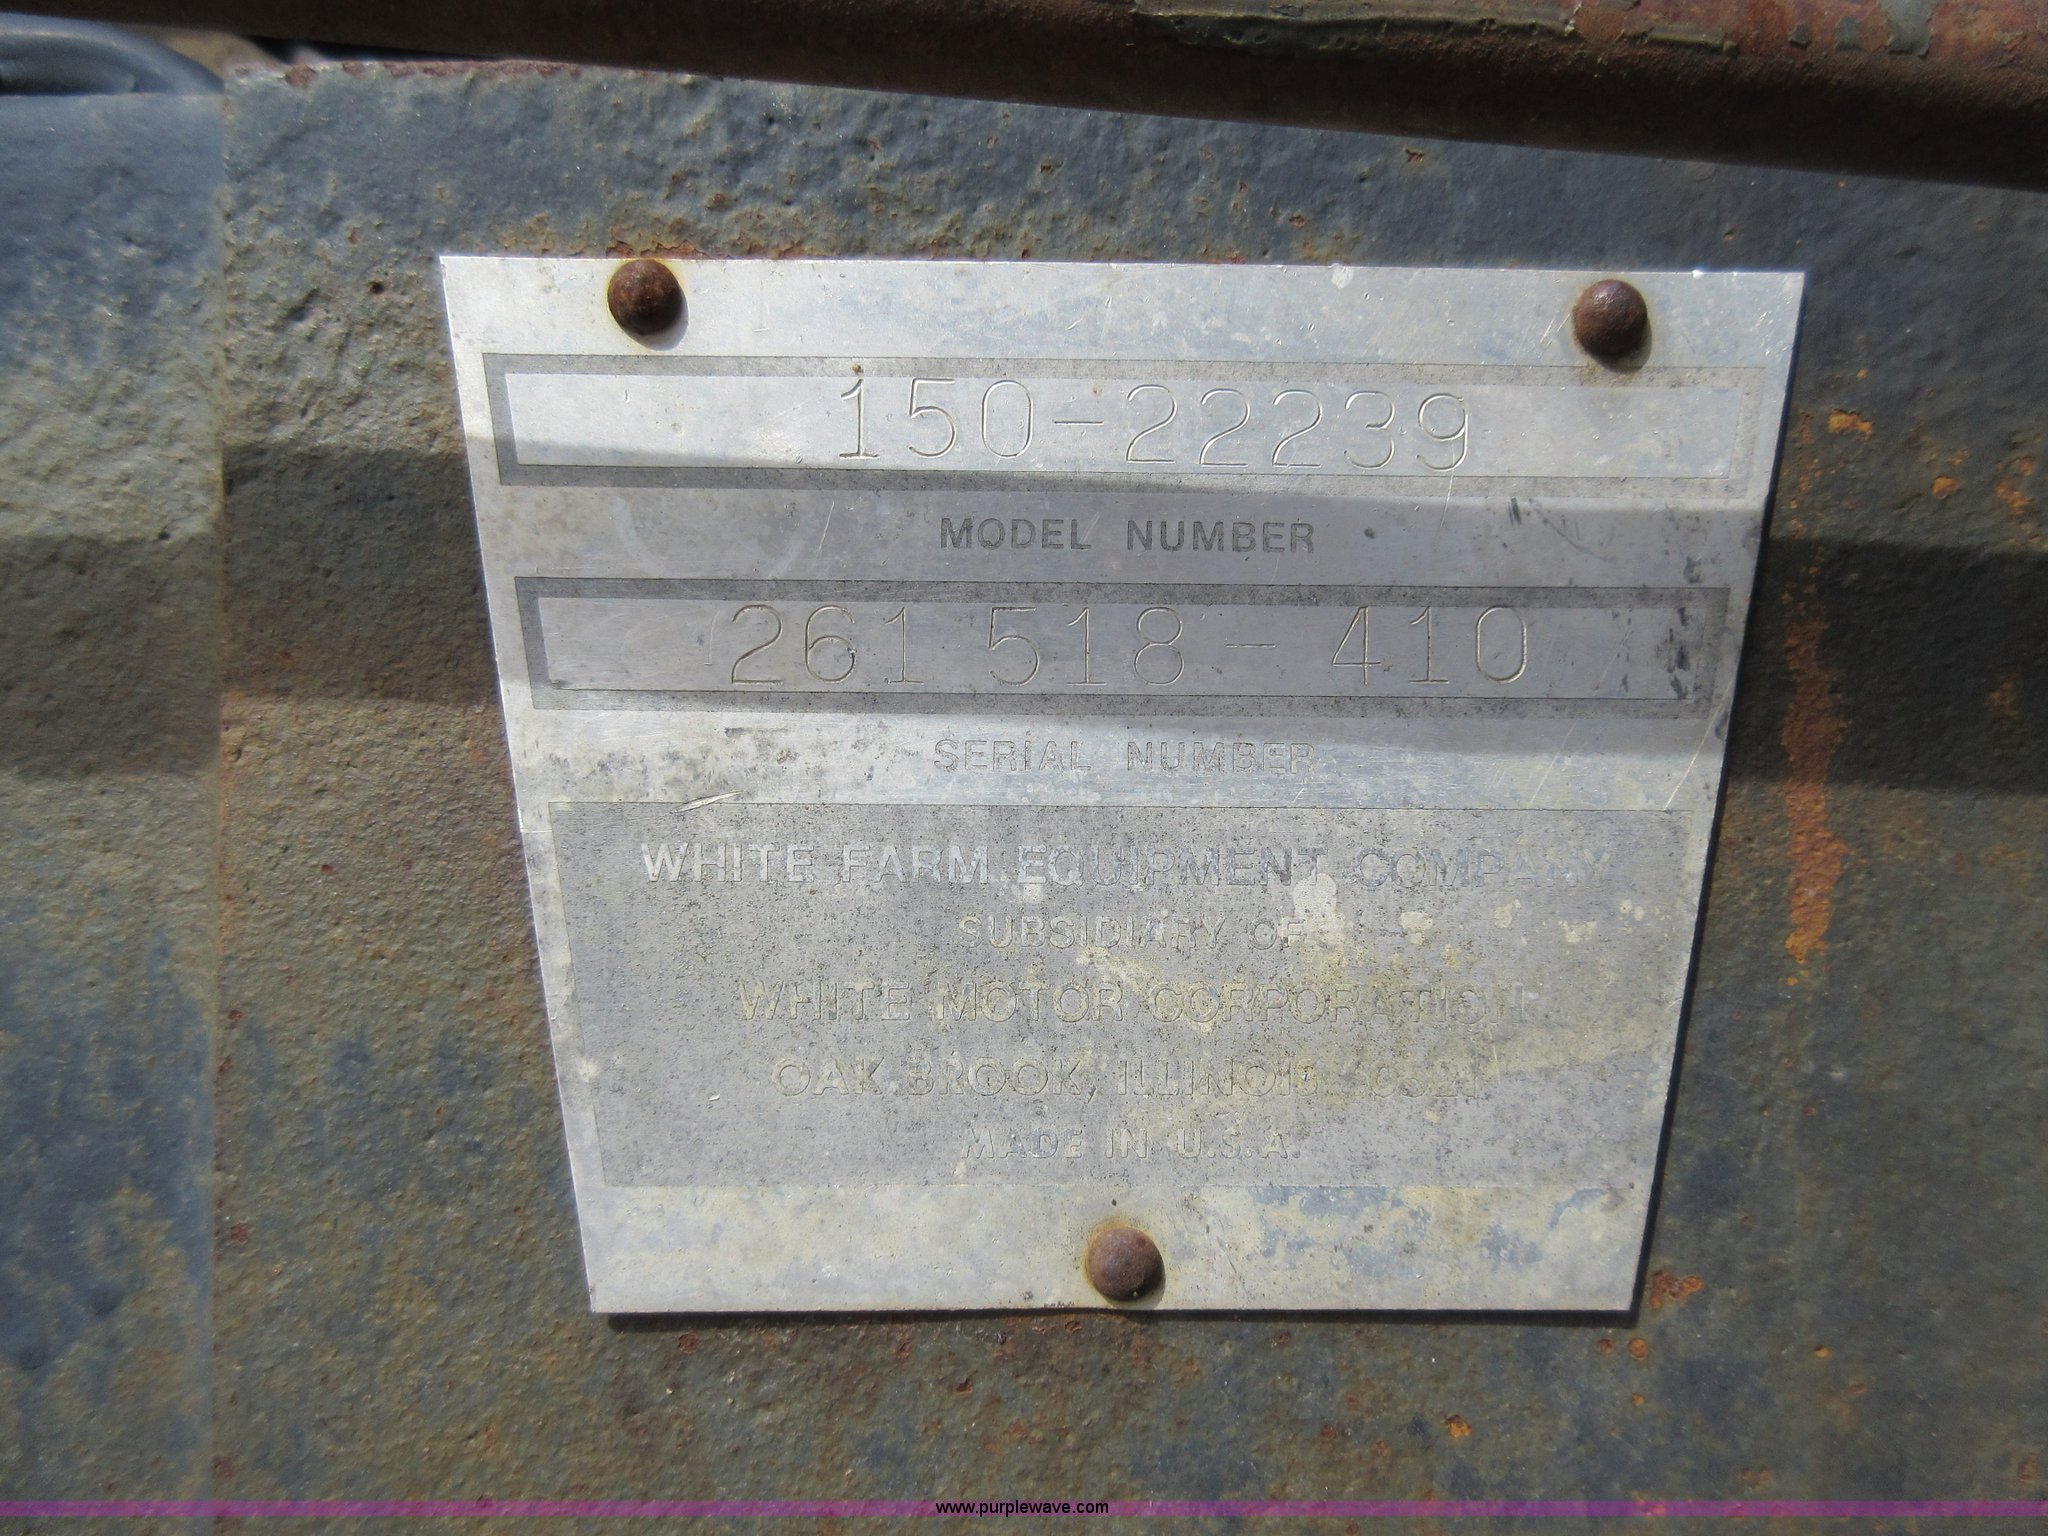 150-22239
MODEL NUMBER
261 518-410
SERIAL NUMBER
WHITE FARM EQUIPMENT COMPANY
SUBSIDIARY OF
WHITE MOTOR CORPORATION
OAK BROOK, ILLINOIS
MADE IN U.S.A.
www.purplewave.com